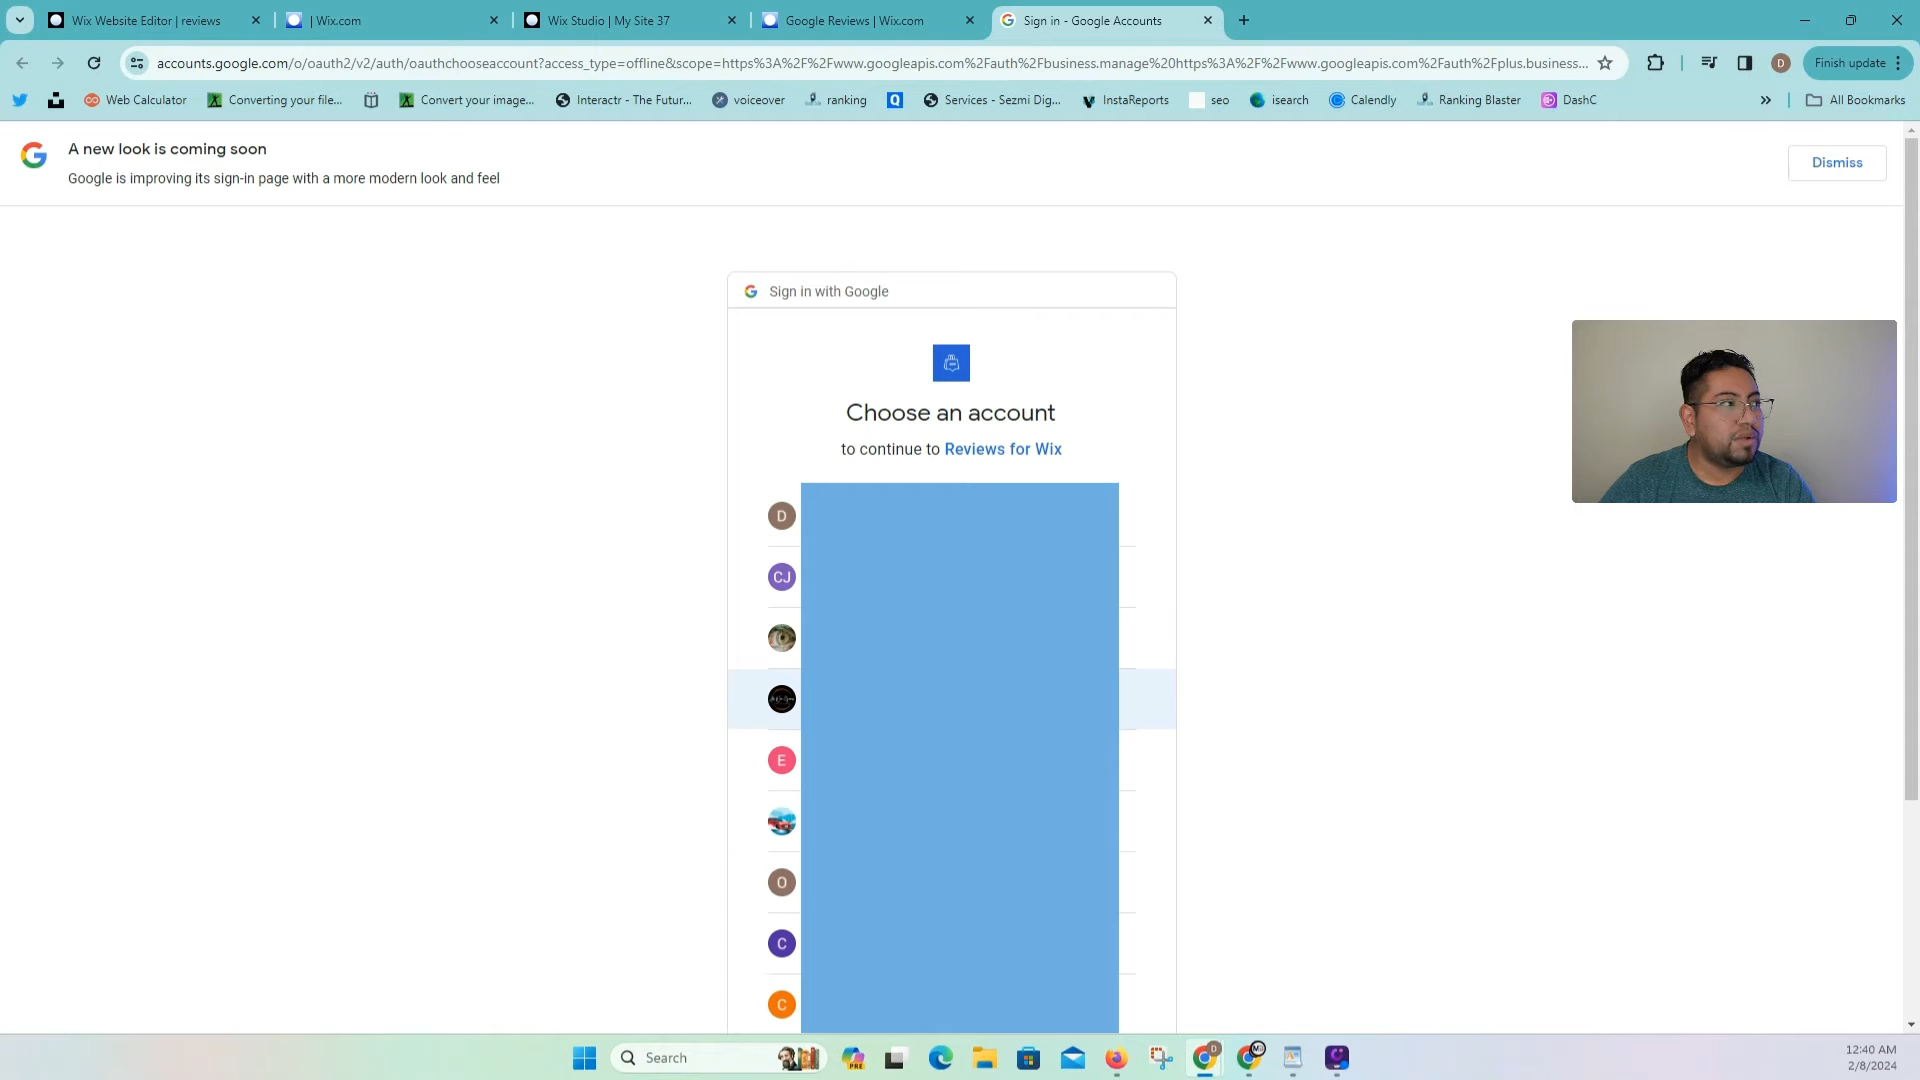 Wix Website Editor | reviews
| Wix.com
Wix Studio | My Site 37
Google Reviews | Wix.com
Sign in - Google Accounts
accounts.google.com/o/oauth2/v2/auth/oauthchooseaccount?access_type=offline&scope=https%3A%2F%2Fwww.googleapis.com%2Fauth%2Fbusiness.manage%20https%3A%2F%2Fwww.googleapis.com%2Fauth%2Fplus.business...
D
Finish update
Web Calculator
Converting your file...
Convert your image...
Interactr - The Futur...
voiceover
ranking
Q
Services - Sezmi Dig...
InstaReports
seo
isearch
Calendly
Ranking Blaster
DashC
All Bookmarks
A new look is coming soon
Google is improving its sign-in page with a more modern look and feel
Dismiss
Sign in with Google
Choose an account
to continue to Reviews for Wix
D
CJ
E
O
C
C
Search
PRE
D
12:40 AM
2/8/2024